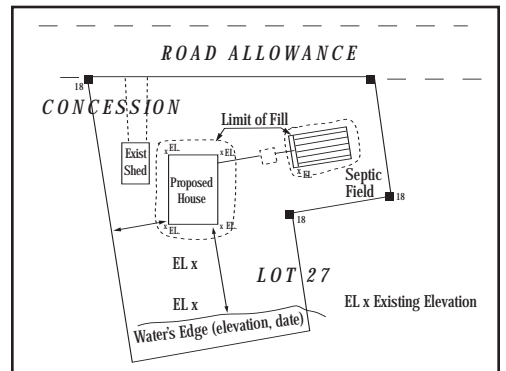 ROAD ALLOWANCE
18
CONCESSION
Limit of Fill
Exist
Shed
x EL.
x EL.
Proposed
House
x EL.
Septic
Field
18
18
x EL.
x EL.
EL x
LOT 27
EL x
EL x Existing Elevation
Water's Edge (elevation, date)